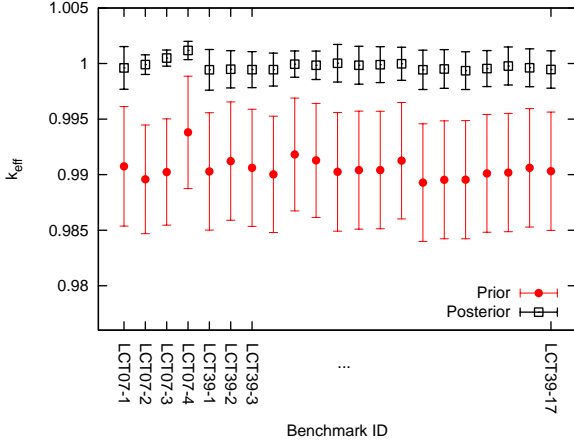 1.005
1
0.995
0.99
0.985
0.98
k_eff
Prior
Posterior
LCT07-1
LCT07-2
LCT07-3
LCT07-4
LCT39-1
LCT39-2
LCT39-3
...
LCT39-17
Benchmark ID